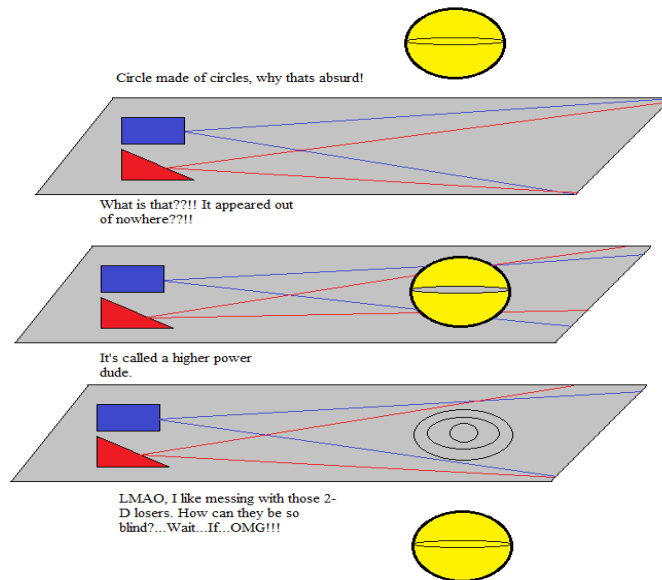 Circle made of circles, why thats absurd!
What is that??!! It appeared out
of nowhere??!!
It's called a higher power
dude.
LMAO, I like messing with those 2-
D losers. How can they be so
blind?...Wait...If...OMG!!!